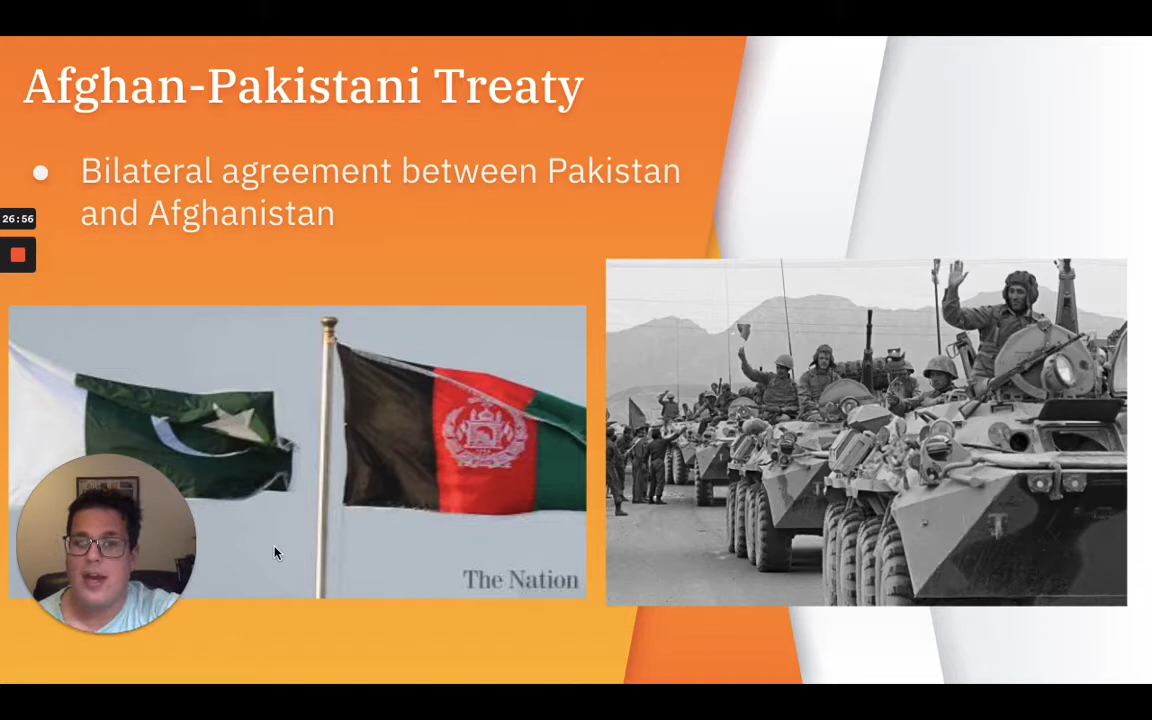 Afghan-Pakistani Treaty
Bilateral agreement between Pakistan
and Afghanistan
26:56
The Nation